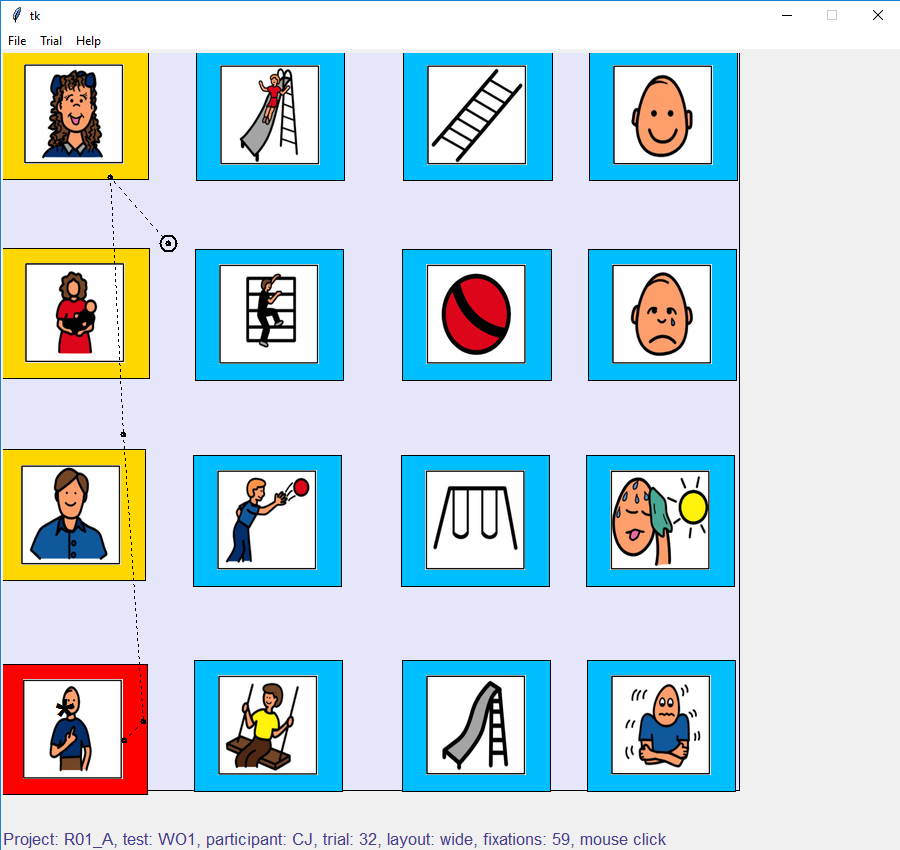 tk
File Trial Help
Project: R01_A, test: WO1, participant: CJ, trial: 32, layout: wide, fixations: 59, mouse click